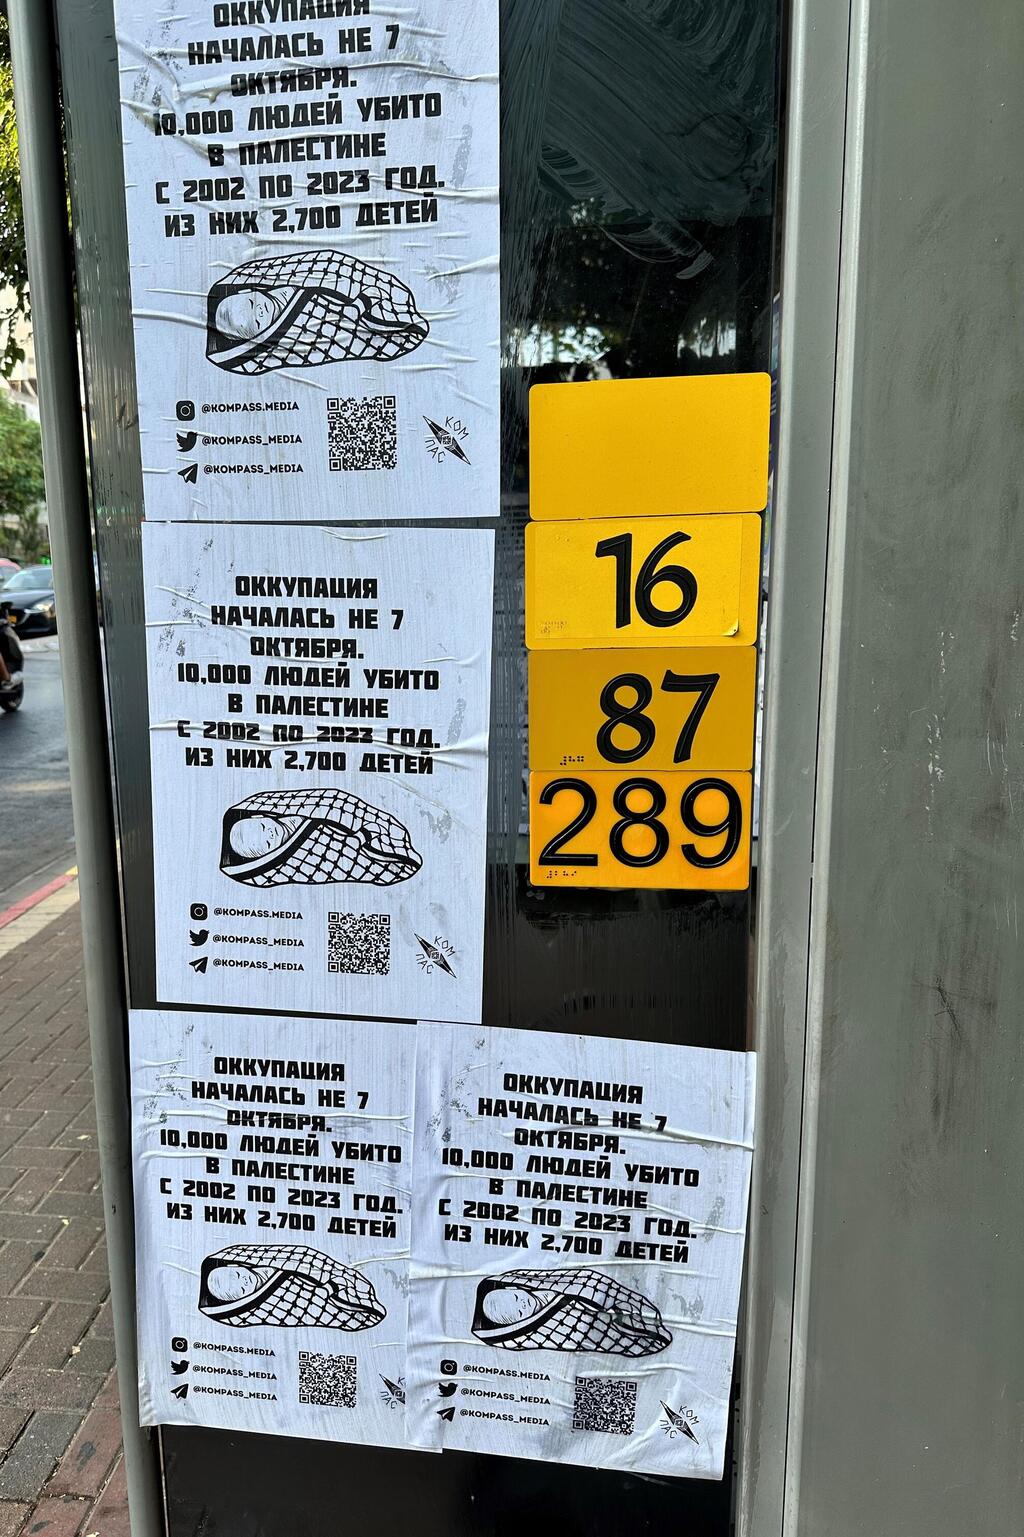 ОККУПАЦИЯ
НАЧАЛАСЬ НЕ 7
ОКТЯБРЯ.
10,000 ЛЮДЕЙ УБИТО
В ПАЛЕСТИНЕ
С 2002 ПО 2023 ГОД.
ИЗ НИХ 2,700 ДЕТЕЙ
@KOMPASS.MEDIA
@KOMPASS_MEDIA
@KOMPASS_MEDIA
КОМ
ПАС
16
87
289
ОККУПАЦИЯ
НАЧАЛАСЬ НЕ 7
ОКТЯБРЯ.
10,000 ЛЮДЕЙ УБИТО
В ПАЛЕСТИНЕ
С 2002 ПО 2023 ГОД.
ИЗ НИХ 2,700 ДЕТЕЙ
@KOMPASS.MEDIA
@KOMPASS_MEDIA
@KOMPASS_MEDIA
КОМ
ПАС
ОККУПАЦИЯ
НАЧАЛАСЬ НЕ 7
ОКТЯБРЯ.
10,000 ЛЮДЕЙ УБИТО
В ПАЛЕСТИНЕ
С 2002 ПО 2023 ГОД.
ИЗ НИХ 2,700 ДЕТЕЙ
@KOMPASS.MEDIA
@KOMPASS_MEDIA
@KOMPASS_MEDIA
ОККУПАЦИЯ
НАЧАЛАСЬ НЕ 7
ОКТЯБРЯ.
10,000 ЛЮДЕЙ УБИТО
В ПАЛЕСТИНЕ
С 2002 ПО 2023 ГОД.
ИЗ НИХ 2,700 ДЕТЕЙ
@KOMPASS.MEDIA
@KOMPASS_MEDIA
@KOMPASS_MEDIA
КОМ
ПАС